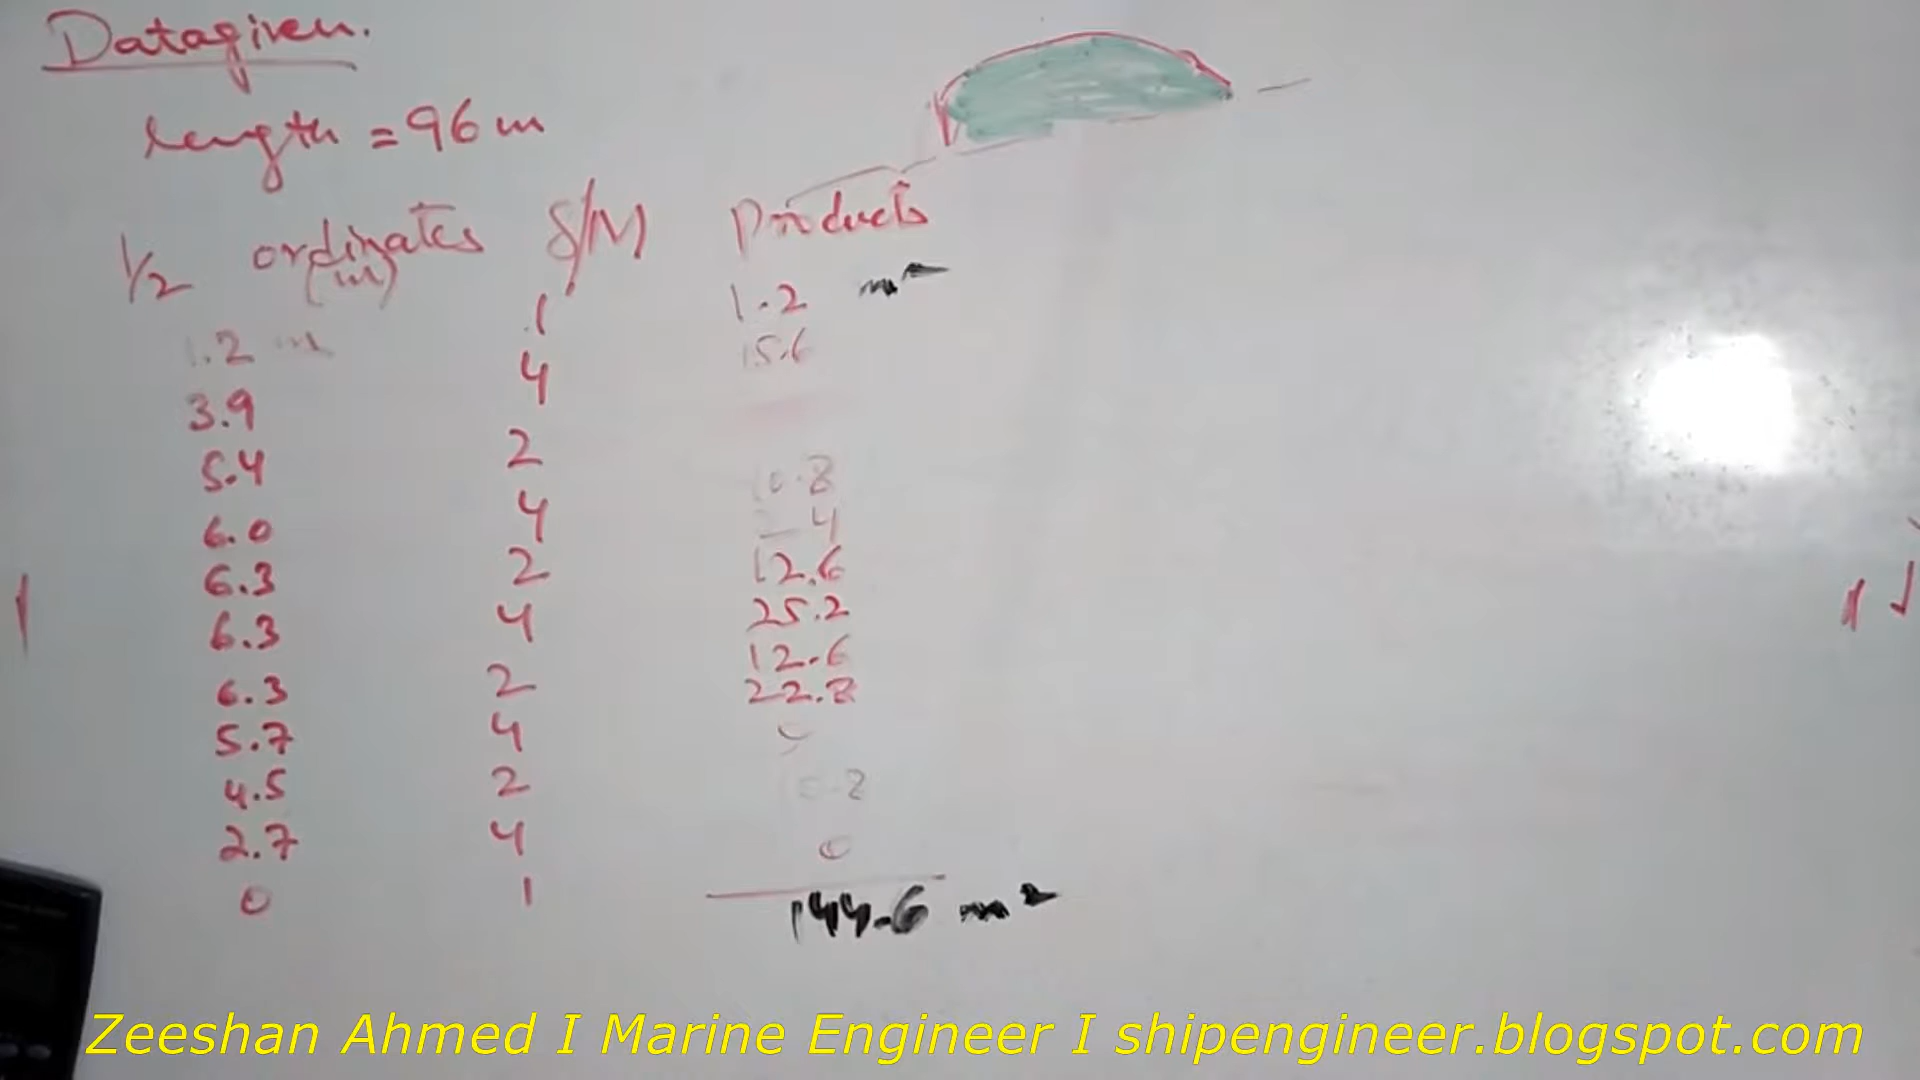 Datagiven.
length = 96 m
1/2 ordinates S/M Products
(m)
1.2 m 1 1.2
3.9 4 15.6
5.4 2 10.8
6.0 4 24
6.3 2 12.6
6.3 4 25.2
6.3 2 12.6
5.7 4 22.8
4.5 2
2.7 4
0 1 0
144.6 m²
Zeeshan Ahmed I Marine Engineer I shipengineer.blogspot.com